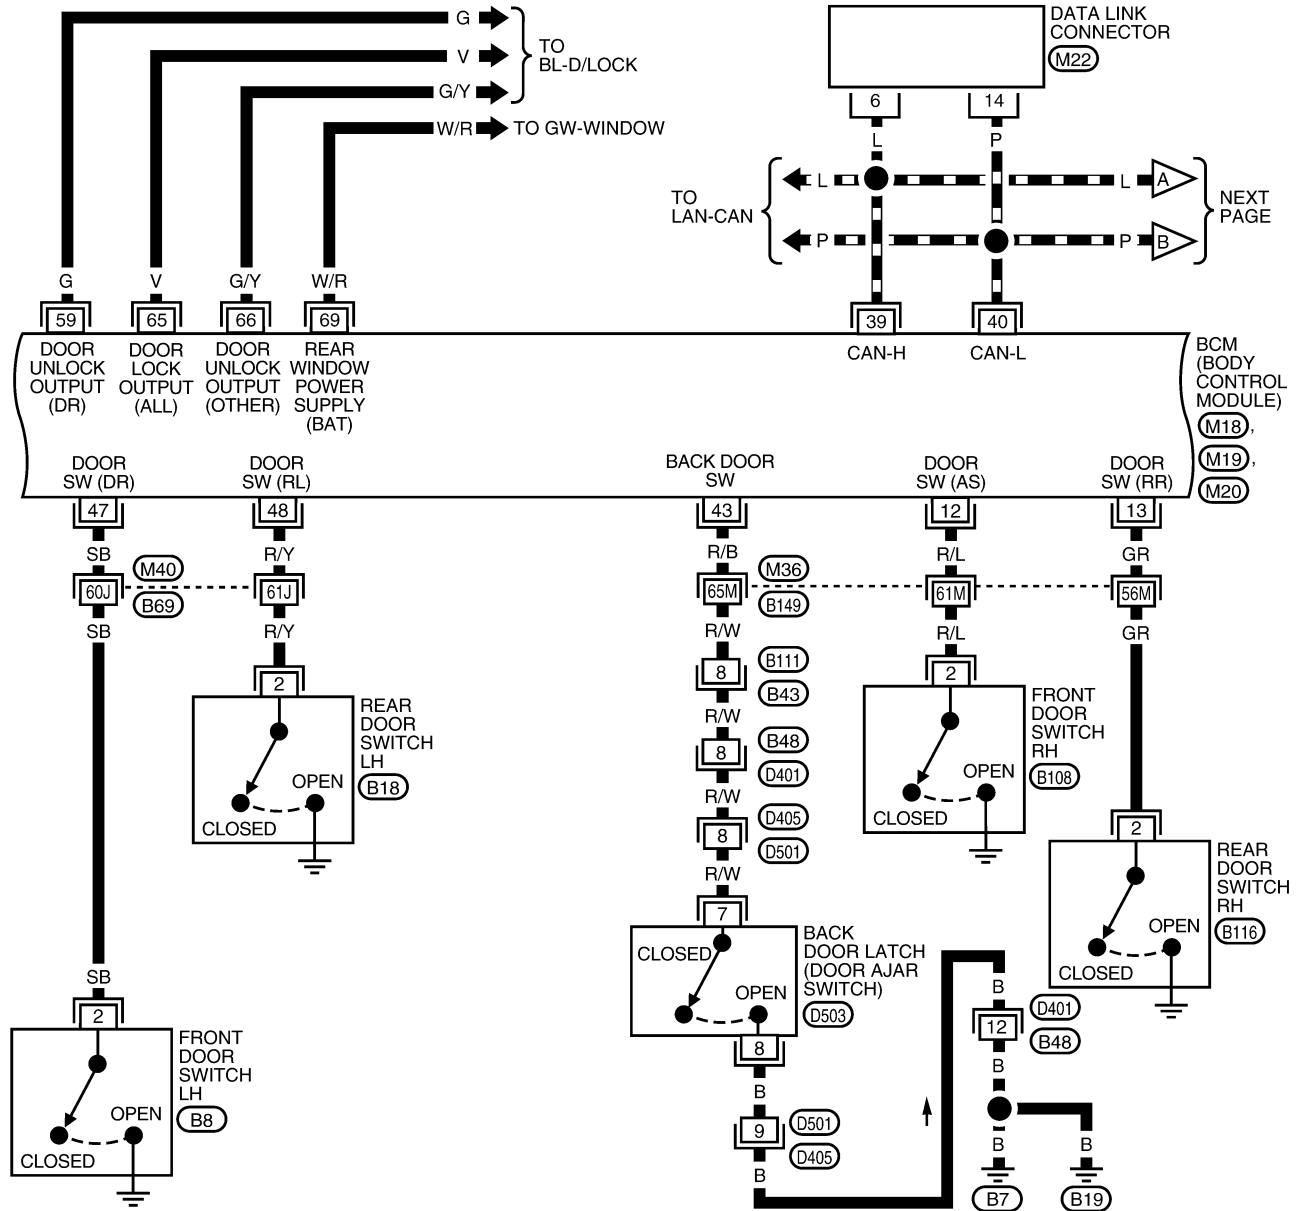 G
V
G/Y
W/R
TO
BL-D/LOCK
TO GW-WINDOW
DATA LINK
CONNECTOR
M22
6
14
L
P
TO
LAN-CAN
L
L
A
P
P
B
NEXT
PAGE
G
V
G/Y
W/R
59
65
66
69
39
40
DOOR
UNLOCK
OUTPUT
(DR)
DOOR
LOCK
OUTPUT
(ALL)
DOOR
UNLOCK
OUTPUT
(OTHER)
REAR
WINDOW
POWER
SUPPLY
(BAT)
CAN-H
CAN-L
BCM
(BODY
CONTROL
MODULE)
M18,
M19,
M20
DOOR
SW (DR)
DOOR
SW (RL)
BACK DOOR
SW
DOOR
SW (AS)
DOOR
SW (RR)
47
48
43
12
13
SB
R/Y
R/B
R/L
GR
60J
M40
B69
61J
65M
M36
B149
61M
56M
SB
R/Y
R/W
R/L
GR
2
REAR
DOOR
SWITCH
LH
B18
OPEN
CLOSED
8
B111
B43
R/W
8
B48
D401
R/W
8
D405
D501
R/W
2
FRONT
DOOR
SWITCH
RH
B108
OPEN
CLOSED
2
REAR
DOOR
SWITCH
RH
B116
OPEN
CLOSED
7
BACK
DOOR LATCH
(DOOR AJAR
SWITCH)
D503
CLOSED
OPEN
8
B
9
D501
D405
B
B
12
D401
B48
B
B
B
B7
B19
SB
2
FRONT
DOOR
SWITCH
LH
B8
OPEN
CLOSED